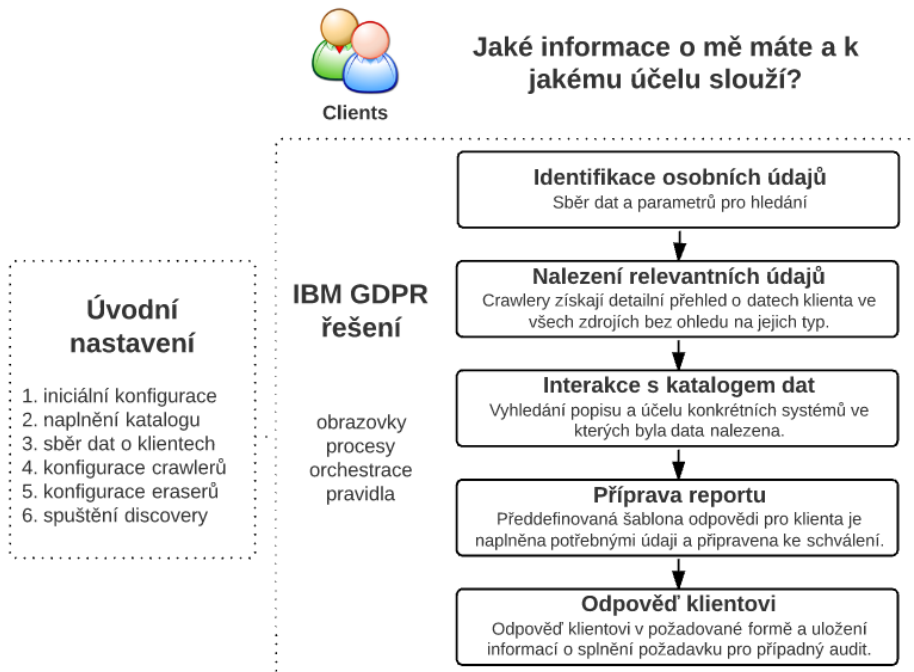 Clients
Jaké informace o mě máte a k
jakému účelu slouží?
Úvodní
nastavení
1. iniciální konfigurace
2. naplnění katalogu
3. sběr dat o klientech
4. konfigurace crawlerů
5. konfigurace eraserů
6. spuštění discovery
IBM GDPR
řešení
obrazovky
procesy
orchestrace
pravidla
Identifikace osobních údajů
Sběr dat a parametrů pro hledání
Nalezení relevantních údajů
Crawlery získají detailní přehled o datech klienta ve
všech zdrojích bez ohledu na jejich typ.
Interakce s katalogem dat
Vyhledání popisu a účelu konkrétních systémů ve
kterých byla data nalezena.
Příprava reportu
Předdefinovaná šablona odpovědi pro klienta je
naplněna potřebnými údaji a připravena ke schválení.
Odpověď klientovi
Odpověď klientovi v požadované formě a uložení
informací o splnění požadavku pro případný audit.